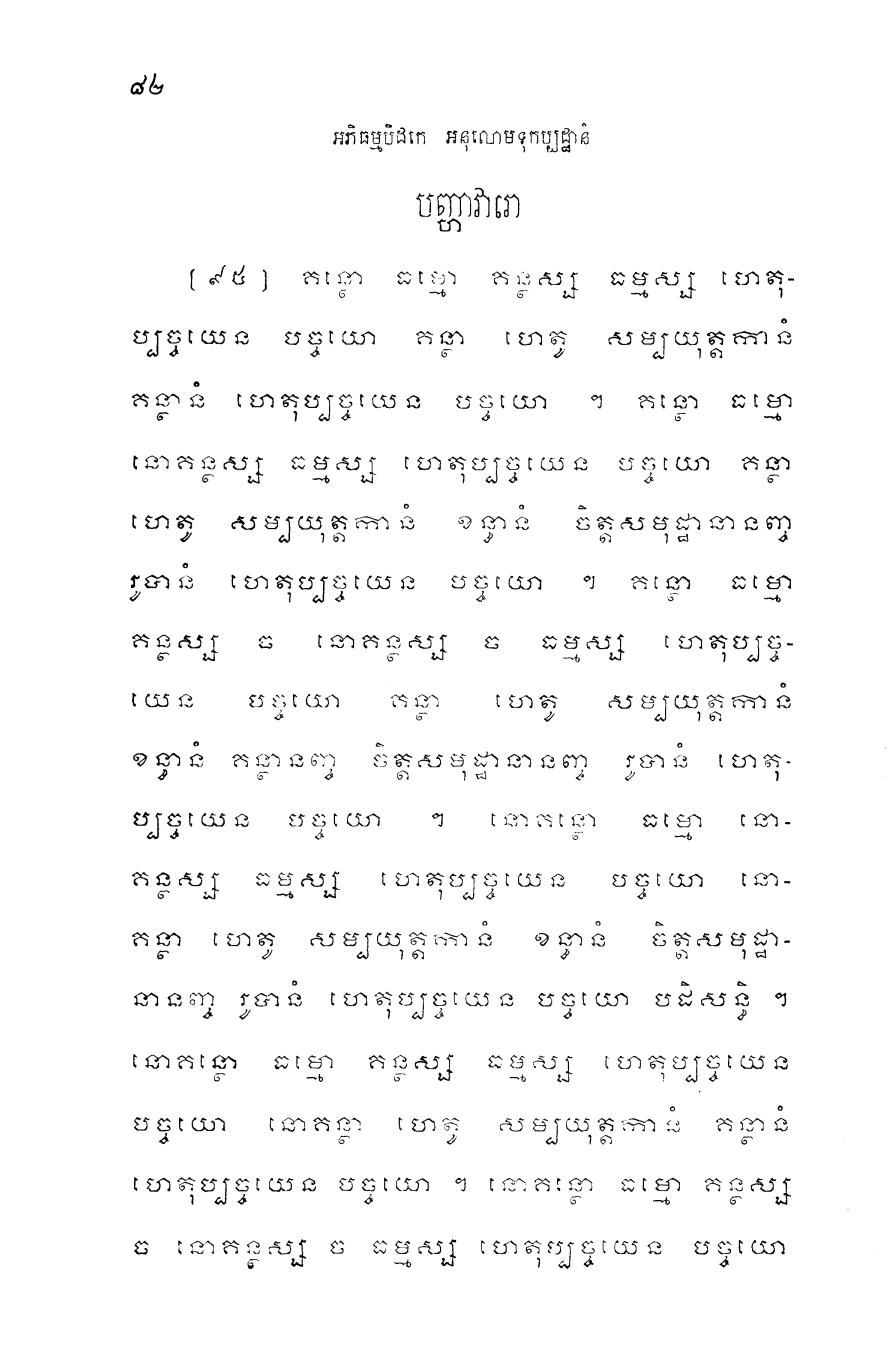 ៨២
អភិធម្មបិដកេ អនុលោមទុកប្បដ្ឋានំ
បញ្ហាវារោ
[ ៩៥ ] គន្ថោ ធម្មោ គន្ថស្ស ធម្មស្ស ហេតុ-
ប្បច្ចយេន បច្ចយោ គន្ថា ហេតូ សម្បយុត្តកានំ
គន្ថានំ ហេតុប្បច្ចយេន បច្ចយោ ។ គន្ថោ ធម្មោ
នោគន្ថស្ស ធម្មស្ស ហេតុប្បច្ចយេន បច្ចយោ គន្ថា
ហេតូ សម្បយុត្តកានំ ខន្ធានំ ចិត្តសមុដ្ឋានានញ្ច
រូបានំ ហេតុប្បច្ចយេន បច្ចយោ ។ គន្ថោ ធម្មោ
គន្ថស្ស ច នោគន្ថស្ស ច ធម្មស្ស ហេតុប្បច្ច-
យេន បច្ចយោ គន្ថា ហេតូ សម្បយុត្តកានំ
ខន្ធានំ គន្ថានញ្ច ចិត្តសមុដ្ឋានានញ្ច រូបានំ ហេតុ-
ប្បច្ចយេន បច្ចយោ ។ នោគន្ថោ ធម្មោ នោ-
គន្ថស្ស ធម្មស្ស ហេតុប្បច្ចយេន បច្ចយោ នោ-
គន្ថា ហេតូ សម្បយុត្តកានំ ខន្ធានំ ចិត្តសមុដ្ឋា-
នានញ្ច រូបានំ ហេតុប្បច្ចយេន បច្ចយោ បដិសន្ធិ ។
នោគន្ថោ ធម្មោ គន្ថស្ស ធម្មស្ស ហេតុប្បច្ចយេន
បច្ចយោ នោគន្ថា ហេតូ សម្បយុត្តកានំ គន្ថានំ
ហេតុប្បច្ចយេន បច្ចយោ ។ នោគន្ថោ ធម្មោ គន្ថស្ស
ច នោគន្ថស្ស ច ធម្មស្ស ហេតុប្បច្ចយេន បច្ចយោ